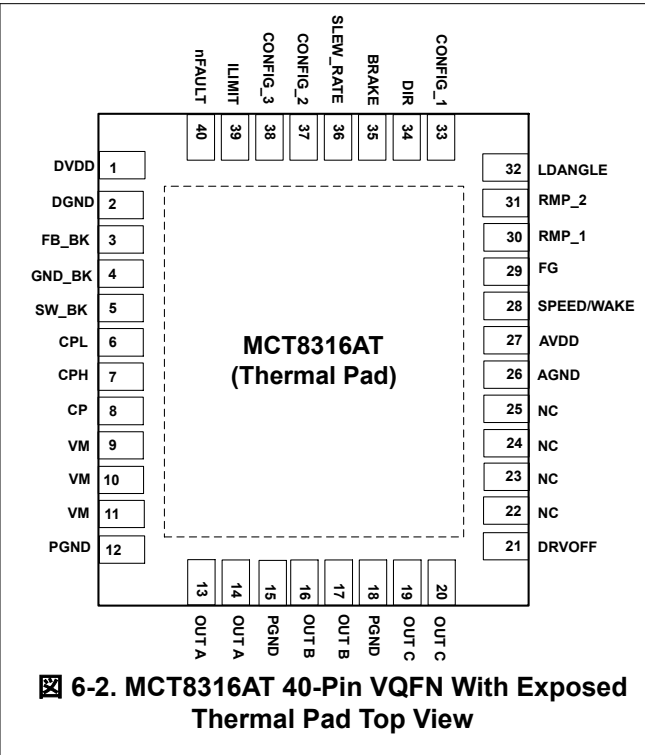 nFAULT
ILIMIT
CONFIG_3
CONFIG_2
SLEW_RATE
BRAKE
DIR
CONFIG_1
40
39
38
37
36
35
34
33
DVDD 1
DGND 2
FB_BK 3
GND_BK 4
SW_BK 5
CPL 6
CPH 7
CP 8
VM 9
VM 10
VM 11
PGND 12
MCT8316AT
(Thermal Pad)
32 LDANGLE
31 RMP_2
30 RMP_1
29 FG
28 SPEED/WAKE
27 AVDD
26 AGND
25 NC
24 NC
23 NC
22 NC
21 DRVOFF
13
14
15
16
17
18
19
20
OUT A
OUT A
PGND
OUT B
OUT B
PGND
OUT C
OUT C
図 6-2. MCT8316AT 40-Pin VQFN With Exposed
Thermal Pad Top View